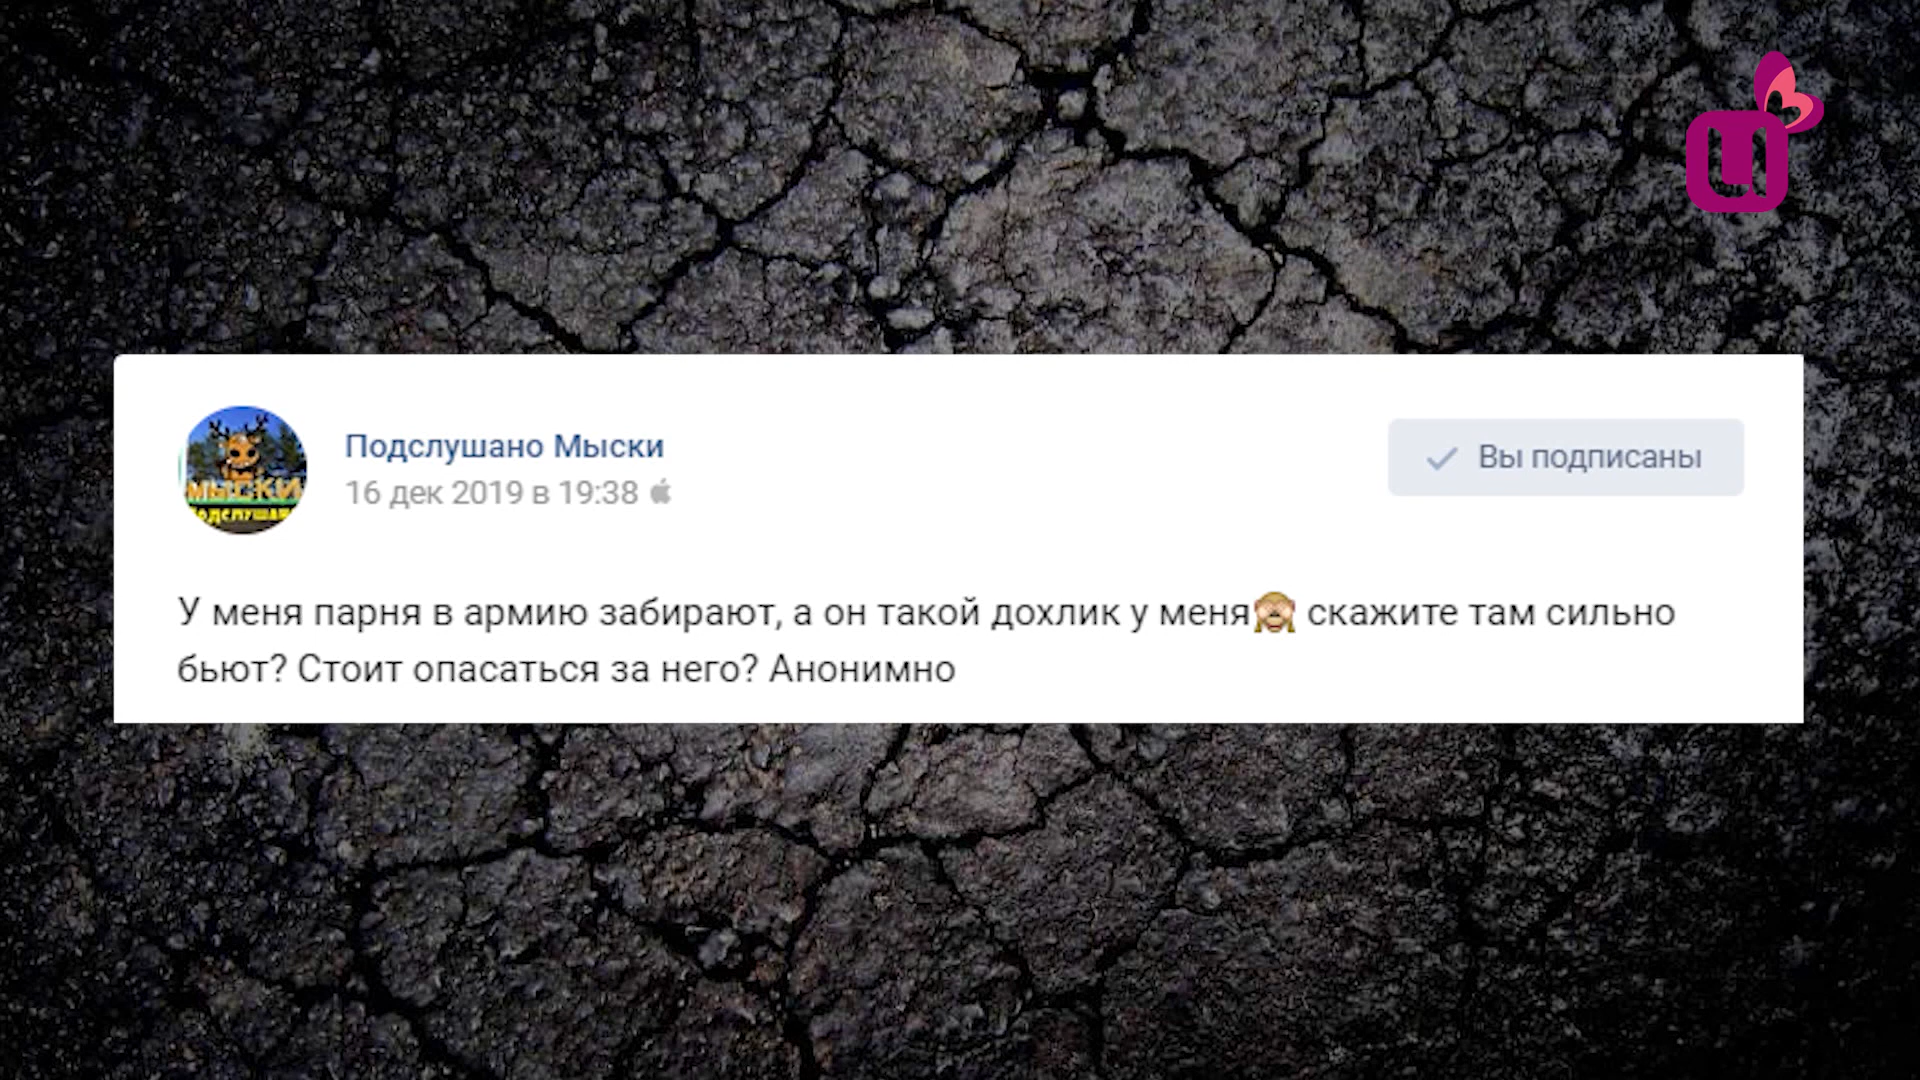 Подслушано Мыски
16 дек 2019 в 19:38
Вы подписаны
МЫСКИ
У меня парня в армию забирают, а он такой дохлик у меня🙈 скажите там сильно
бьют? Стоит опасаться за него? Анонимно